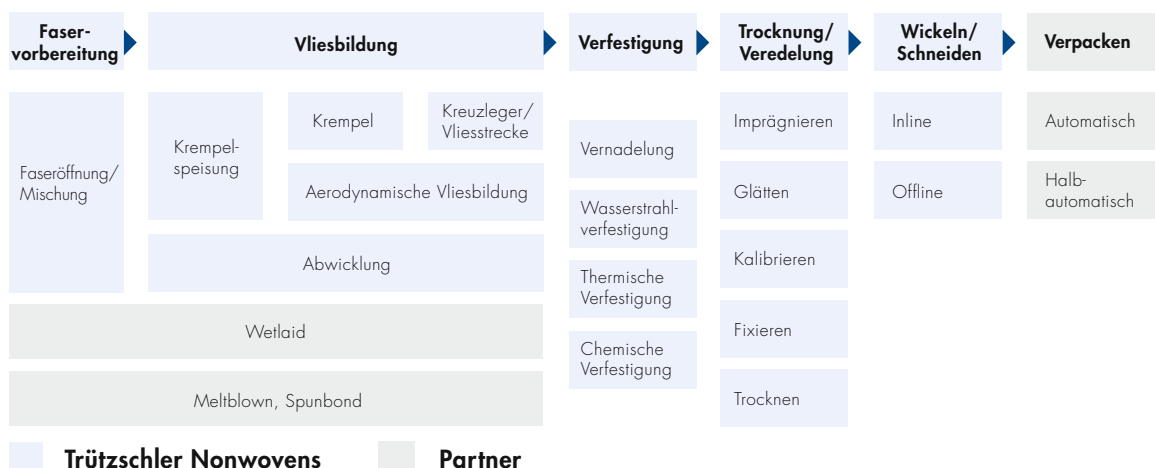 Faser-
vorbereitung
Vliesbildung
Verfestigung
Trocknung/
Veredelung
Wickeln/
Schneiden
Verpacken
Faseröffnung/
Mischung
Krempel-
speisung
Krempel
Kreuzleger/
Vliesstrecke
Aerodynamische Vliesbildung
Abwicklung
Wetlaid
Meltblown, Spunbond
Vernadelung
Wasserstrahl-
verfestigung
Thermische
Verfestigung
Chemische
Verfestigung
Imprägnieren
Glätten
Kalibrieren
Fixieren
Trocknen
Inline
Offline
Automatisch
Halb-
automatisch
Trützschler Nonwovens
Partner